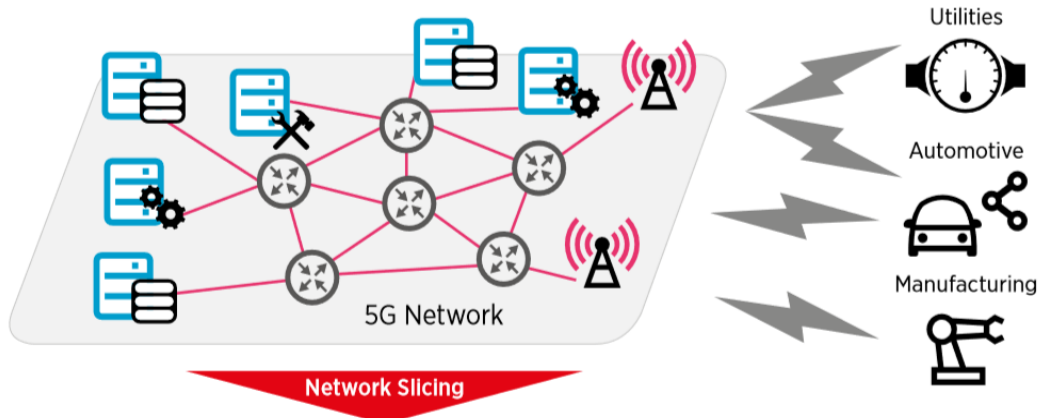 Utilities
Automotive
Manufacturing
5G Network
Network Slicing